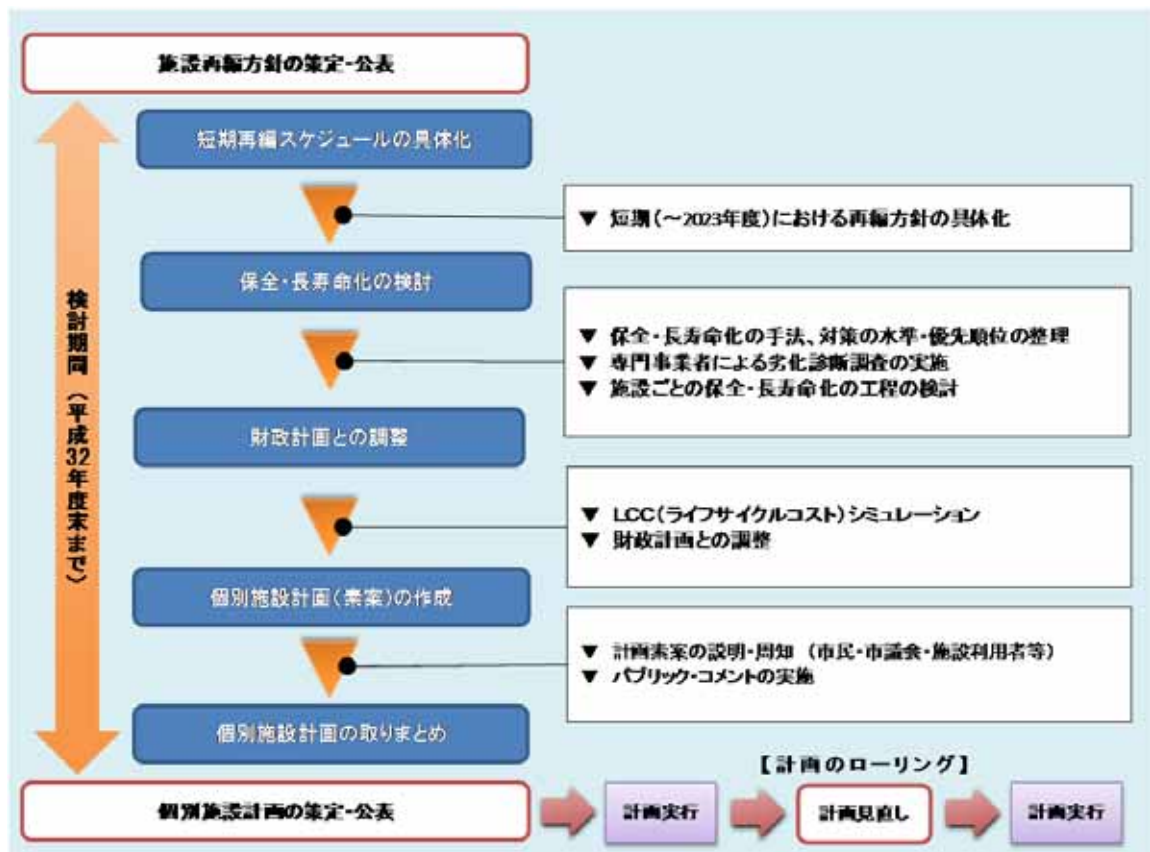 施設再編方針の策定・公表
短期再編スケジュールの具体化
▼ 短期（～2023年度）における再編方針の具体化
保全・長寿命化の検討
▼ 保全・長寿命化の手法、対策の水準・優先順位の整理
▼ 専門事業者による劣化診断調査の実施
▼ 施設ごとの保全・長寿命化の工程の検討
財政計画との調整
▼ LCC（ライフサイクルコスト）シミュレーション
▼ 財政計画との調整
個別施設計画（素案）の作成
▼ 計画素案の説明・周知 （市民・市議会・施設利用者等）
▼ パブリック・コメントの実施
個別施設計画の取りまとめ
検討期間（平成32年度末まで）
個別施設計画の策定・公表
【計画のローリング】
計画実行
計画見直し
計画実行